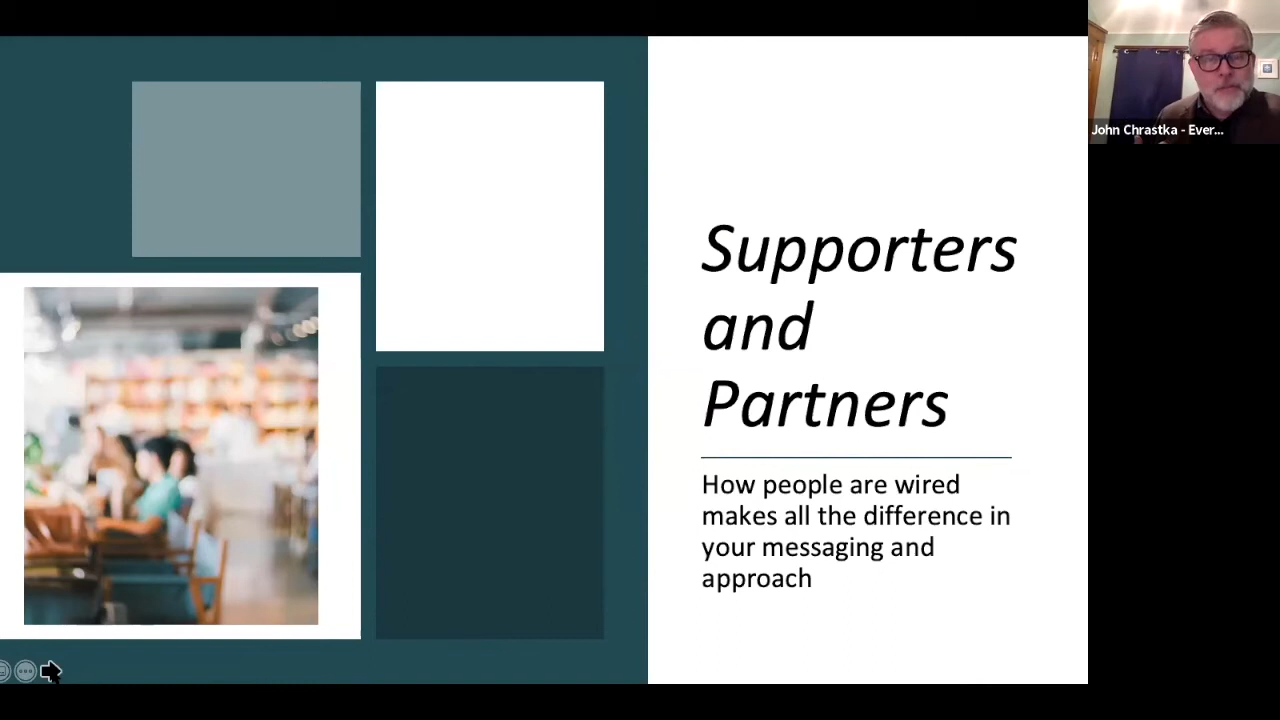 John Chrastka - Ever...
Supporters
and
Partners
How people are wired
makes all the difference in
your messaging and
approach